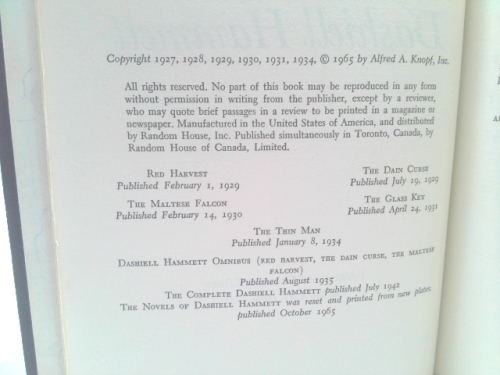 Copyright 1927, 1928, 1929, 1930, 1931, 1934, © 1965 by Alfred A. Knopf, Inc.
All rights reserved. No part of this book may be reproduced in any form
without permission in writing from the publisher, except by a reviewer,
who may quote brief passages in a review to be printed in a magazine or
newspaper. Manufactured in the United States of America, and distributed
by Random House, Inc. Published simultaneously in Toronto, Canada, by
Random House of Canada, Limited.
RED HARVEST
Published February 1, 1929
THE DAIN CURSE
Published July 19, 1929
THE MALTESE FALCON
Published February 14, 1930
THE GLASS KEY
Published April 24, 1931
THE THIN MAN
Published January 8, 1934
DASHIELL HAMMETT OMNIBUS (RED HARVEST, THE DAIN CURSE, THE MALTESE
FALCON)
Published August 1935
THE COMPLETE DASHIELL HAMMETT published July 1942
THE NOVELS OF DASHIELL HAMMETT was reset and printed from new plates;
published October 1965